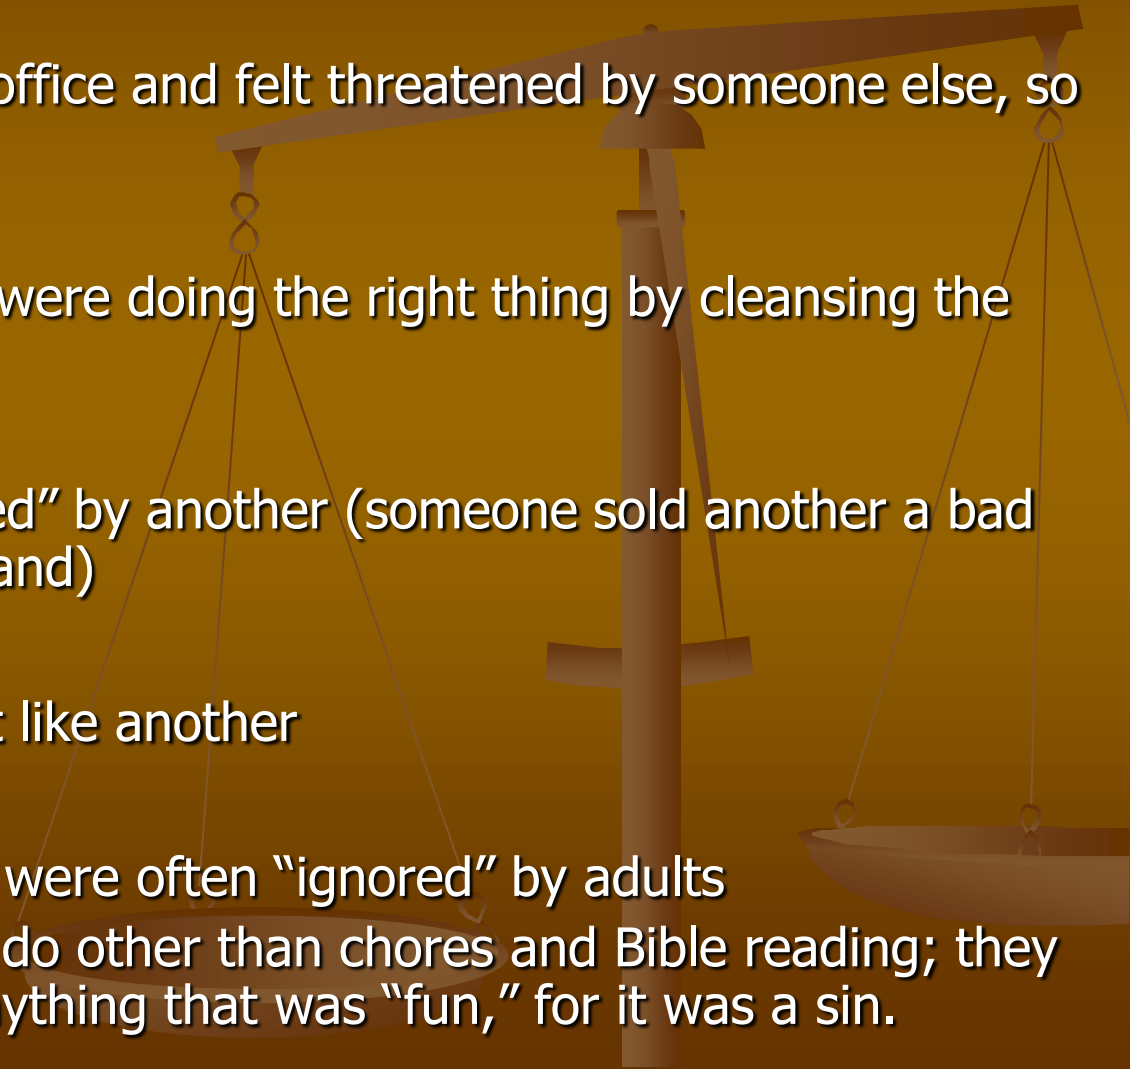 office and felt threatened by someone else, so
were doing the right thing by cleansing the
ed” by another (someone sold another a bad
and)
like another
were often “ignored” by adults
do other than chores and Bible reading; they
ything that was “fun,” for it was a sin.